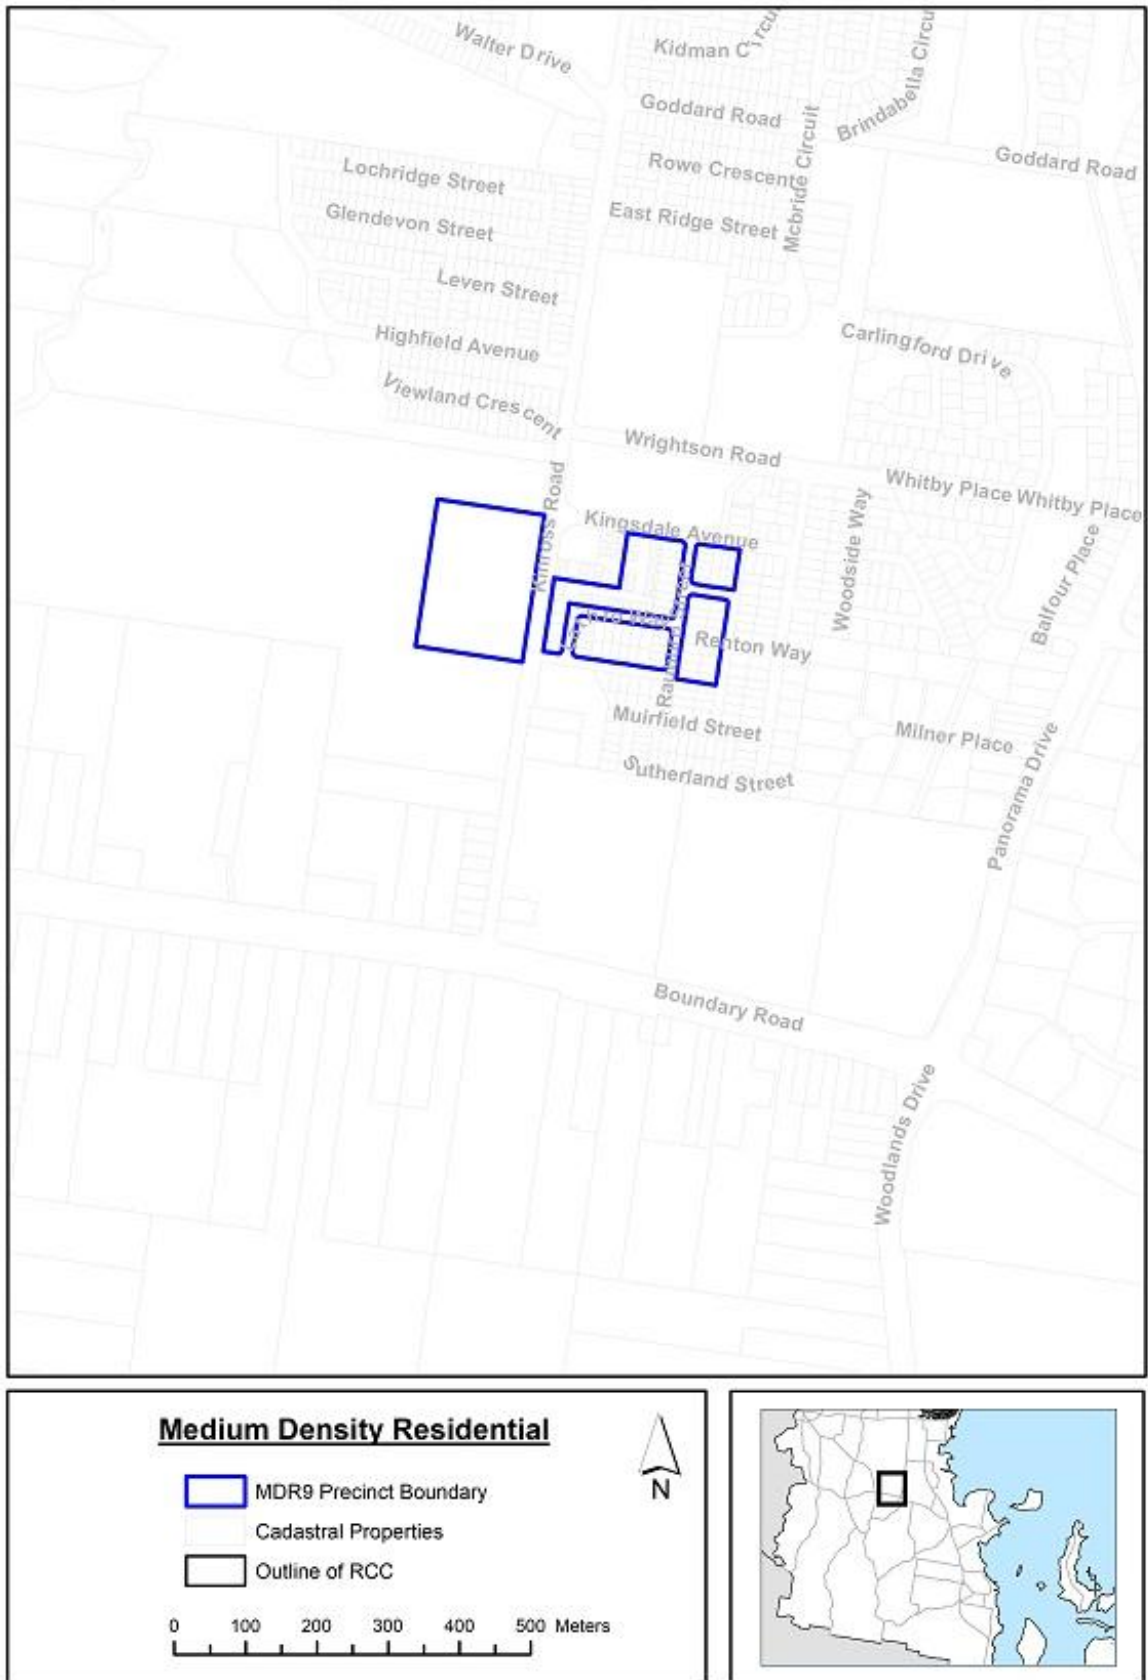 Walter Drive
Kidman C ircu
Brindabella Circu
Goddard Road
Mcbride Circuit
Goddard Road
Lochridge Street
Rowe Crescent
Glendevon Street
East Ridge Street
Leven Street
Highfield Avenue
Carlingford Drive
Viewland Crescent
Wrightson Road
Whitby Place Whitby Place
Kinross Road
Kingsdale Avenue
Woodside Way
Balfour Place
Renton Way
Muirfield Street
Milner Place
Sutherland Street
Panorama Drive
Boundary Road
Woodlands Drive
Medium Density Residential
MDR9 Precinct Boundary
Cadastral Properties
Outline of RCC
N
0 100 200 300 400 500 Meters